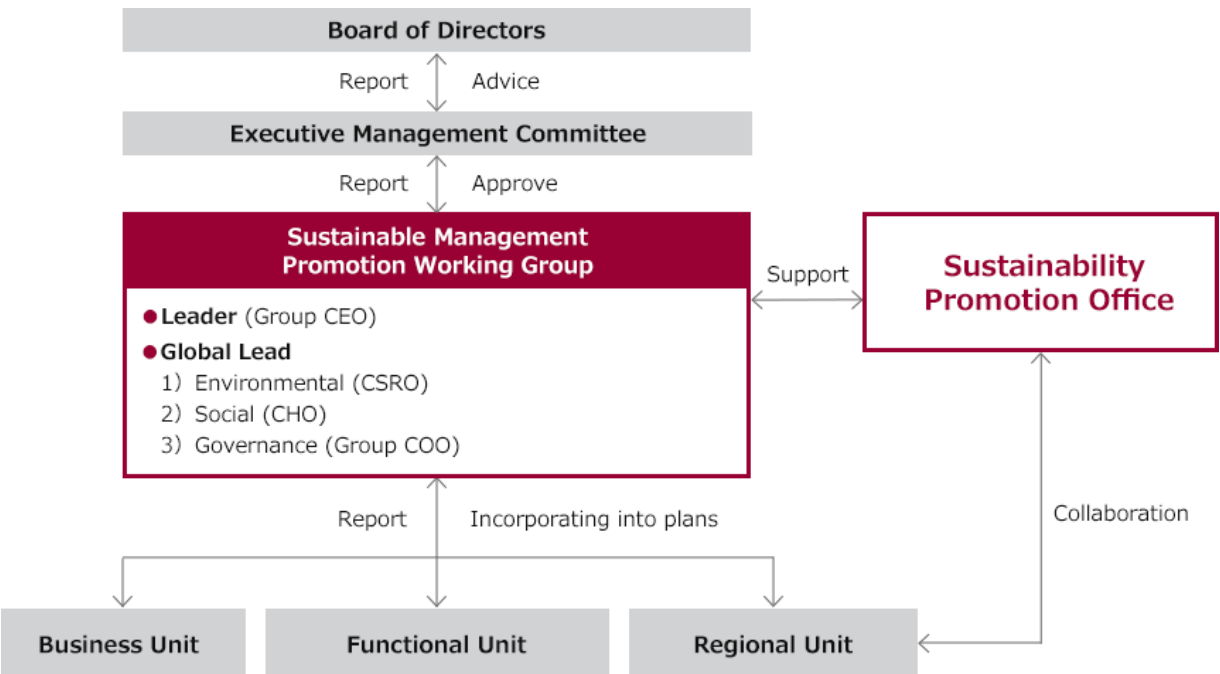 Board of Directors
Report Advice
Executive Management Committee
Report Approve
Sustainable Management
Promotion Working Group
●Leader (Group CEO)
●Global Lead
1) Environmental (CSRO)
2) Social (CHO)
3) Governance (Group COO)
Support
Sustainability
Promotion Office
Report Incorporating into plans
Collaboration
Business Unit
Functional Unit
Regional Unit